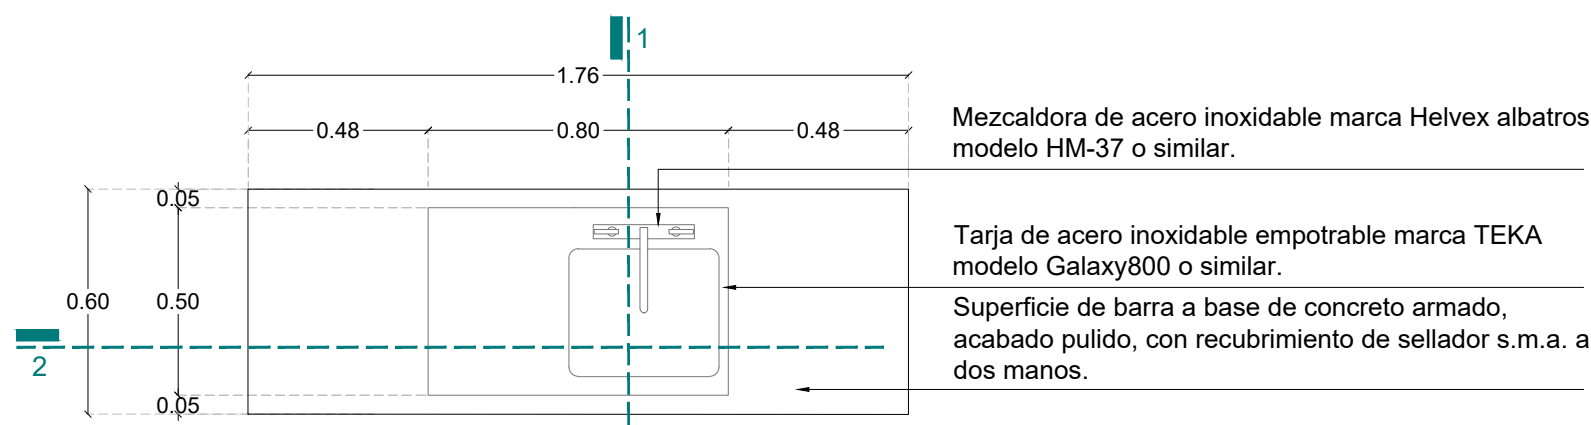 1
1.76
0.48
0.80
0.48
Mezcaldora de acero inoxidable marca Helvex albatros
modelo HM-37 o similar.
0.05
Tarja de acero inoxidable empotrable marca TEKA
modelo Galaxy800 o similar.
0.60
0.50
Superficie de barra a base de concreto armado,
acabado pulido, con recubrimiento de sellador s.m.a. a
dos manos.
2
0.05